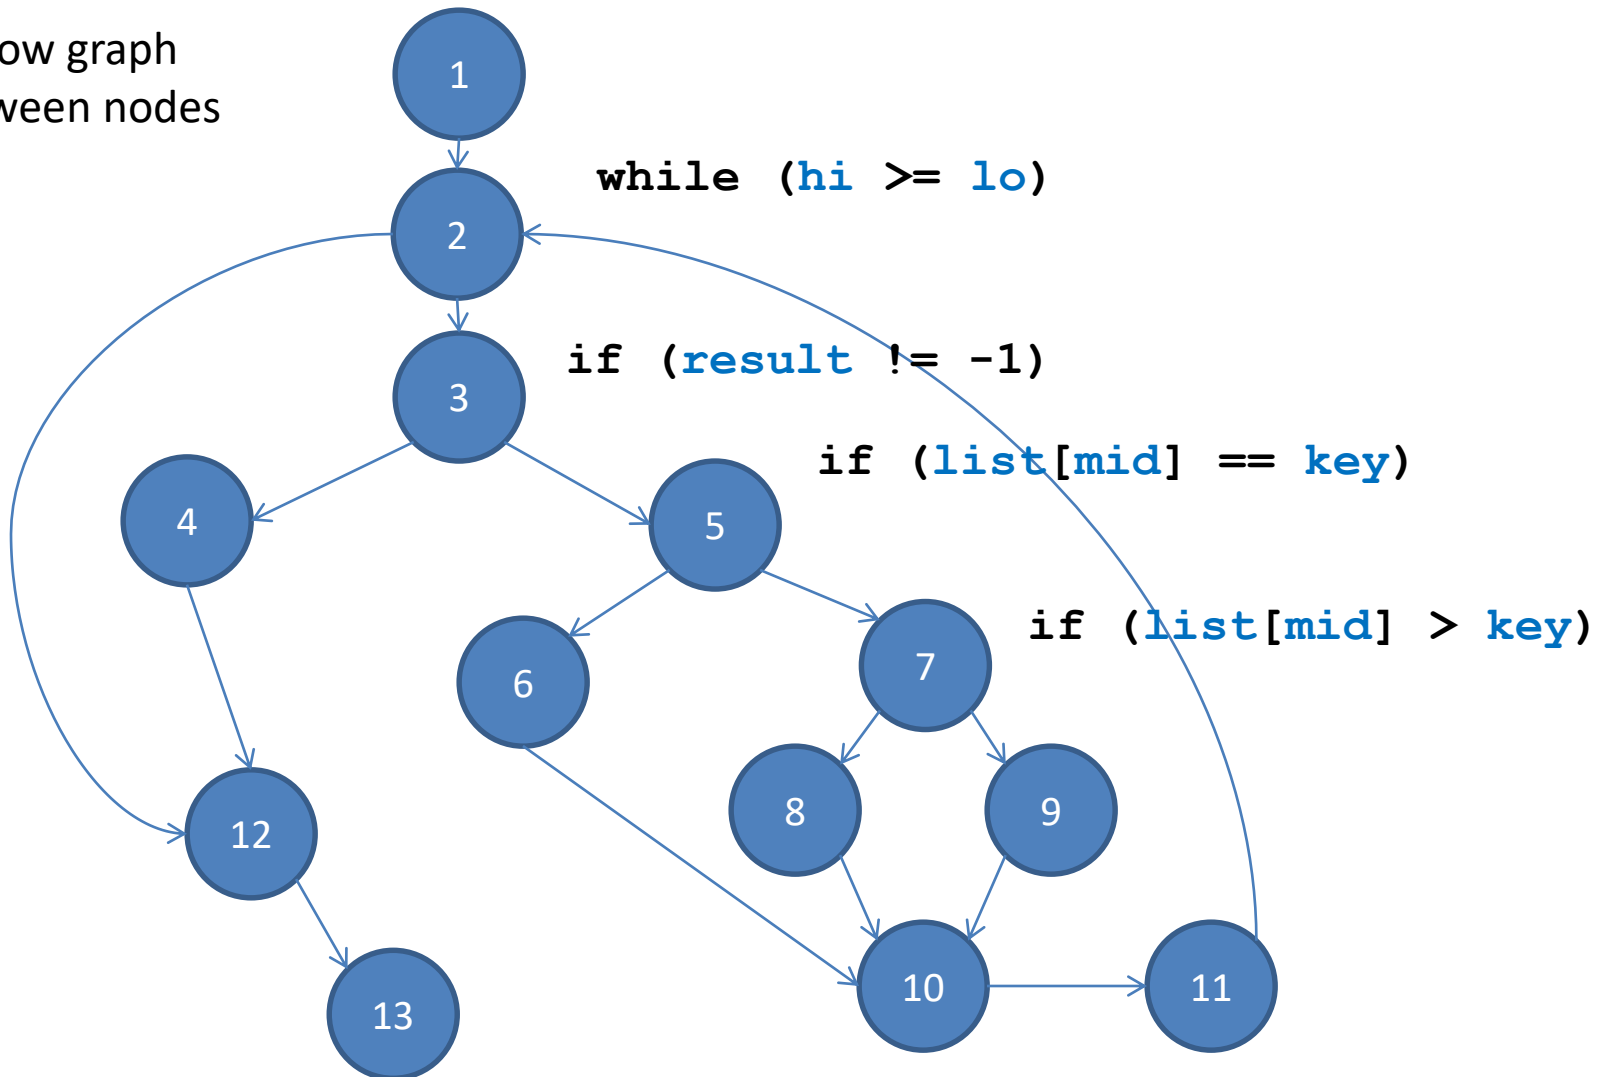 ow graph
ween nodes
1
while (hi >= lo)
2
if (result != -1)
3
if (list[mid] == key)
4
5
if (list[mid] > key)
6
7
8
9
12
10
11
13